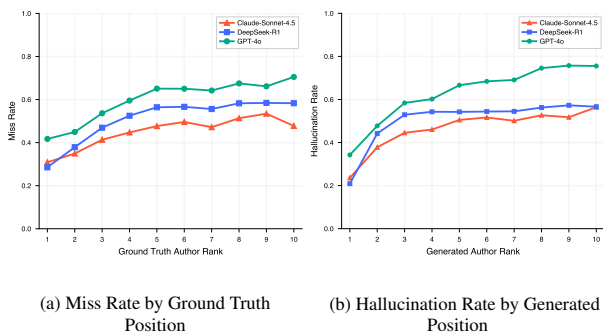 1.0
0.8
0.6
0.4
0.2
0.0
Miss Rate
1 2 3 4 5 6 7 8 9 10
Ground Truth Author Rank
Claude-Sonnet-4.5
DeepSeek-R1
GPT-4o
(a) Miss Rate by Ground Truth
Position
1.0
0.8
0.6
0.4
0.2
0.0
Hallucination Rate
1 2 3 4 5 6 7 8 9 10
Generated Author Rank
Claude-Sonnet-4.5
DeepSeek-R1
GPT-4o
(b) Hallucination Rate by Generated
Position